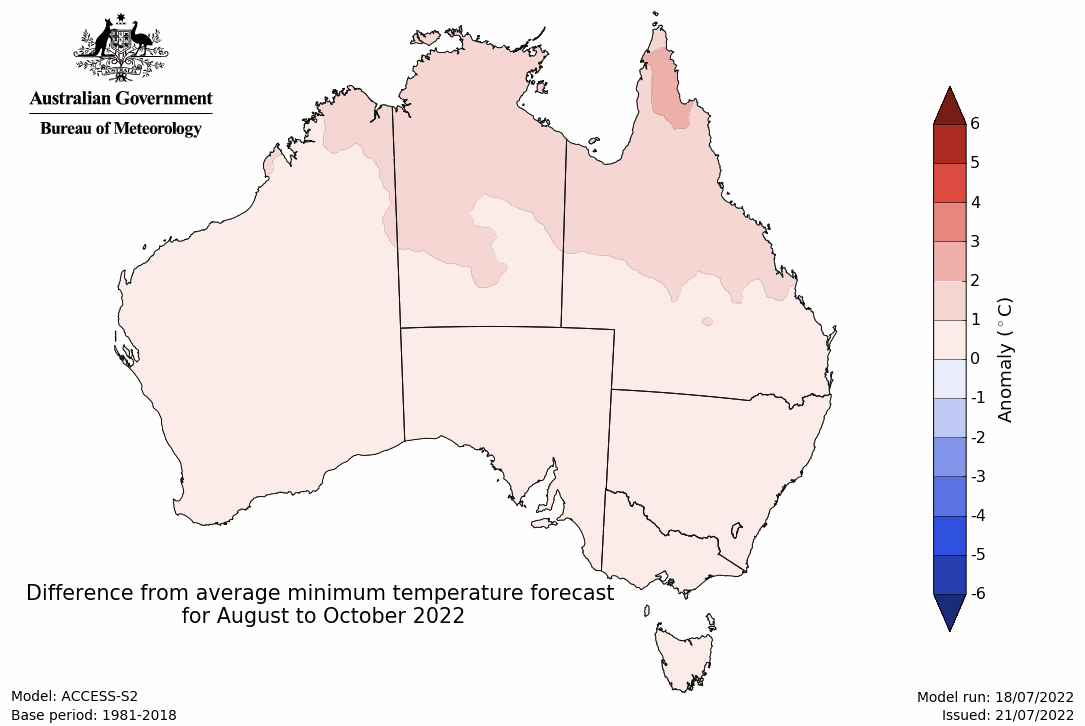 Australian Government
Bureau of Meteorology
6
5
4
3
2
1
0
-1
-2
-3
-4
-5
-6
Anomaly (°C)
Difference from average minimum temperature forecast
for August to October 2022
Model: ACCESS-S2
Base period: 1981-2018
Model run: 18/07/2022
Issued: 21/07/2022